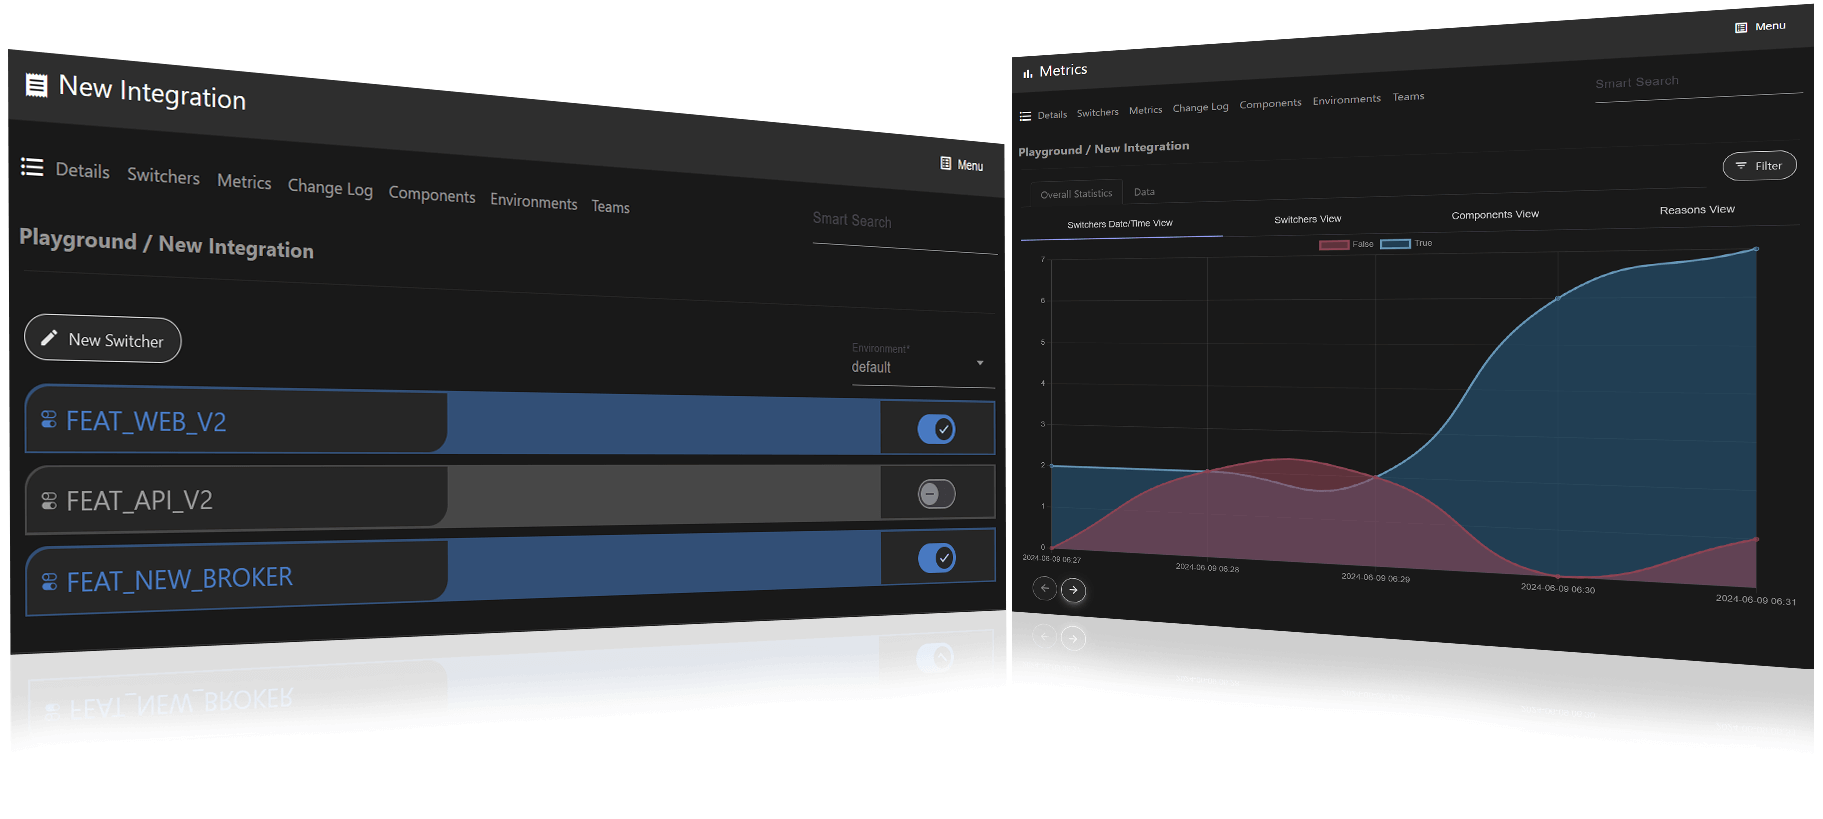 New Integration
Menu
Details Switchers Metrics Change Log Components Environments Teams
Smart Search
Playground / New Integration
New Switcher
Environment*
default
FEAT_WEB_V2
FEAT_API_V2
FEAT_NEW_BROKER
FEAT_NEW_BROKER
Metrics
Menu
Details Switchers Metrics Change Log Components Environments Teams
Smart Search
Playground / New Integration
Filter
Overall Statistics Data
Switchers Date/Time View Switchers View Components View Reasons View
False True
7
6
5
4
3
2
1
0
2024-06-09 06:27 2024-06-09 06:28 2024-06-09 06:29 2024-06-09 06:30 2024-06-09 06:31